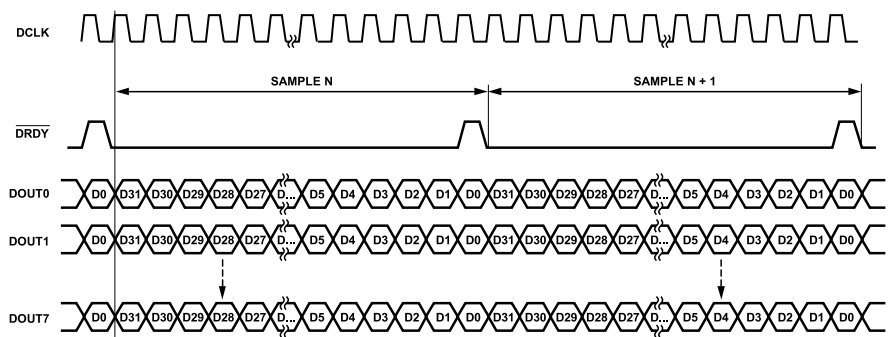 DCLK
SAMPLE N SAMPLE N + 1
DRDY
DOUT0 D0 D31 D30 D29 D28 D27 D... D5 D4 D3 D2 D1 D0 D31 D30 D29 D28 D27 D... D5 D4 D3 D2 D1 D0
DOUT1 D0 D31 D30 D29 D28 D27 D... D5 D4 D3 D2 D1 D0 D31 D30 D29 D28 D27 D... D5 D4 D3 D2 D1 D0
DOUT7 D0 D31 D30 D29 D28 D27 D... D5 D4 D3 D2 D1 D0 D31 D30 D29 D28 D27 D... D5 D4 D3 D2 D1 D0